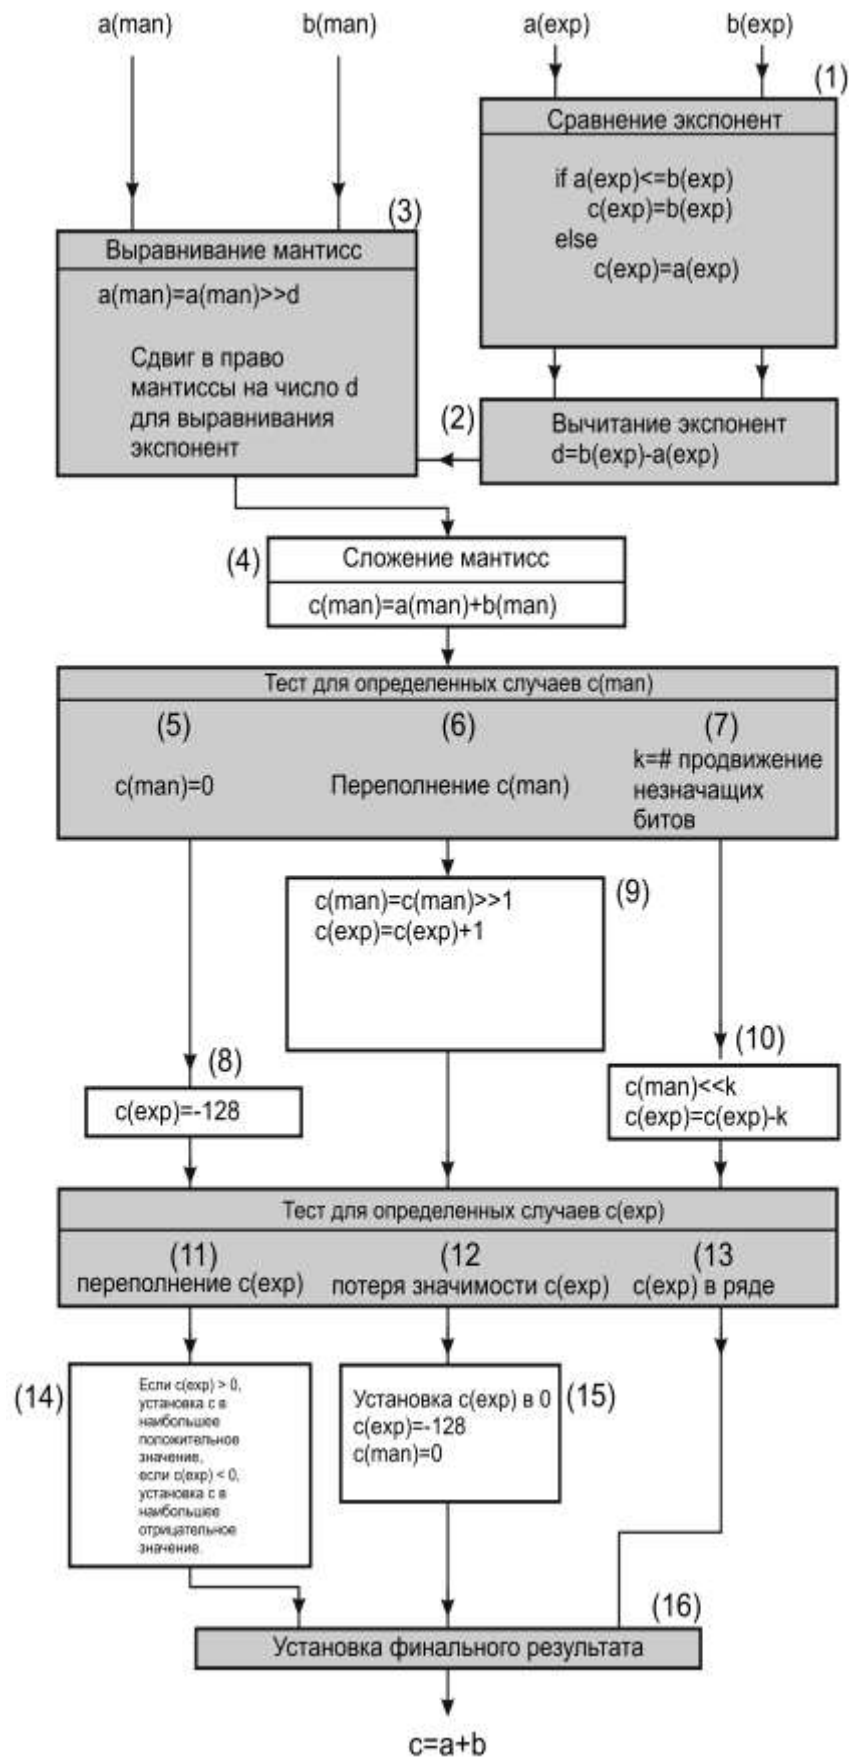 a(man)
b(man)
a(exp)
b(exp)
(1)
Сравнение экспонент
if a(exp)<=b(exp)
c(exp)=b(exp)
else
c(exp)=a(exp)
(3)
Выравнивание мантисс
a(man)=a(man)>>d
Сдвиг в право
мантиссы на число d
для выравнивания
экспонент
(2)
Вычитание экспонент
d=b(exp)-a(exp)
(4)
Сложение мантисс
c(man)=a(man)+b(man)
Тест для определенных случаев c(man)
(5)
c(man)=0
(6)
Переполнение c(man)
(7)
k=# продвижение
незначащих
битов
(9)
c(man)=c(man)>>1
c(exp)=c(exp)+1
(8)
c(exp)=-128
(10)
c(man)<<k
c(exp)=c(exp)-k
Тест для определенных случаев c(exp)
(11)
переполнение c(exp)
(12)
потеря значимости c(exp)
(13
c(exp) в ряде
(14)
Если c(exp) > 0,
установка с в
наибольшее
положительное
значение,
если c(exp) < 0,
установка с в
наибольшее
отрицательное
значение.
(15)
Установка c(exp) в 0
c(exp)=-128
c(man)=0
(16)
Установка финального результата
c=a+b